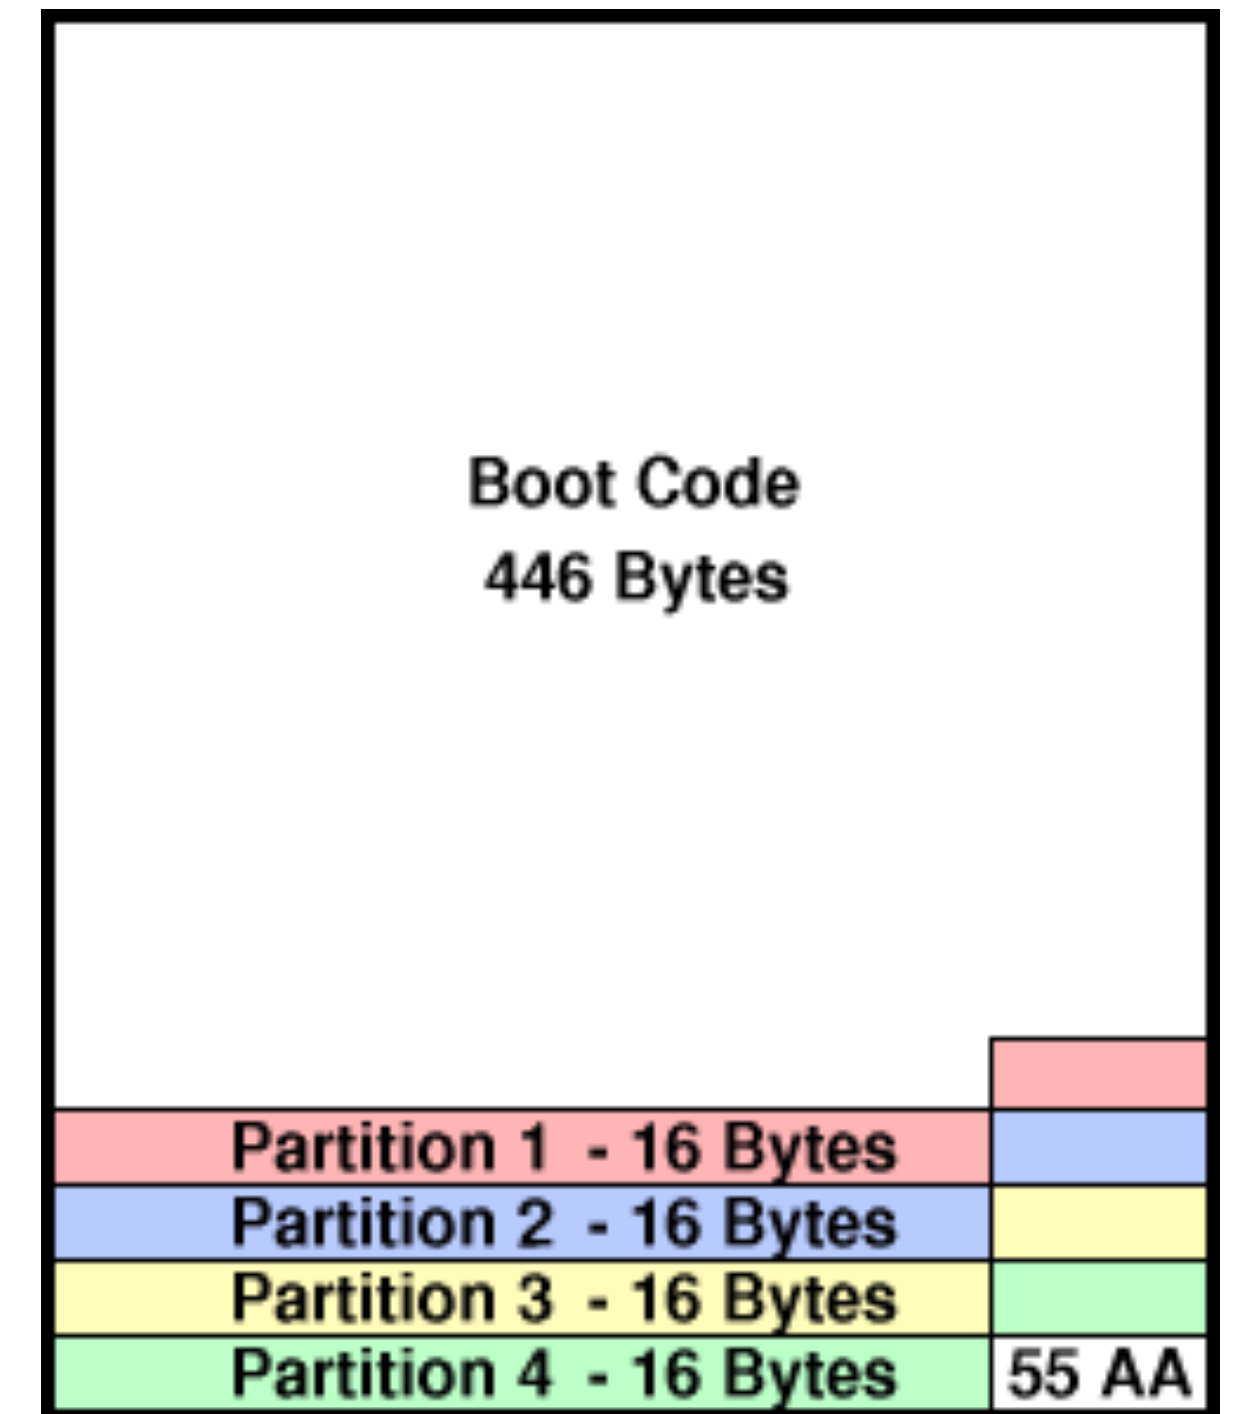 Boot Code
446 Bytes
Partition 1 - 16 Bytes
Partition 2 - 16 Bytes
Partition 3 - 16 Bytes
Partition 4 - 16 Bytes 55 AA